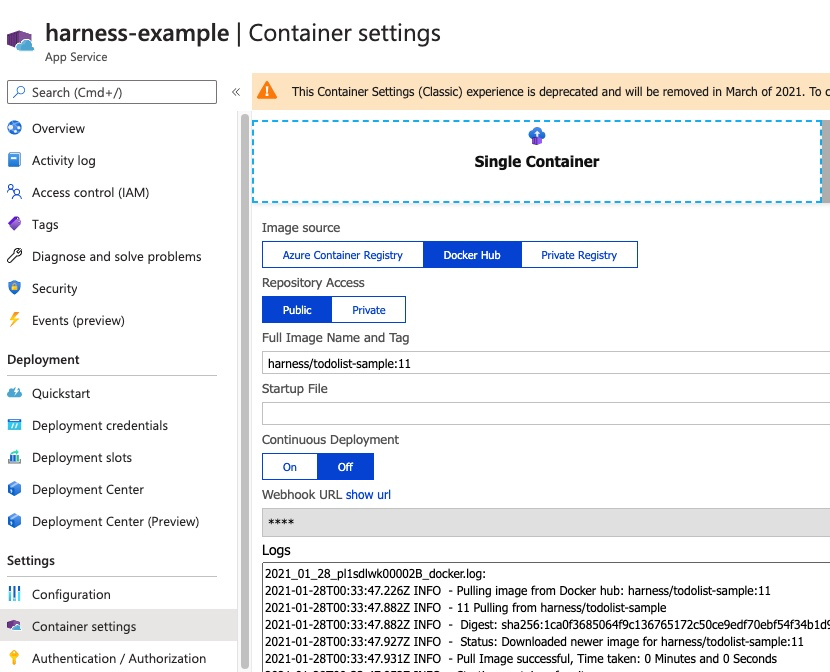 harness-example | Container settings
App Service
Search (Cmd+/)
«
Overview
Activity log
Access control (IAM)
Tags
Diagnose and solve problems
Security
Events (preview)
Deployment
Quickstart
Deployment credentials
Deployment slots
Deployment Center
Deployment Center (Preview)
Settings
Configuration
Container settings
Authentication / Authorization
This Container Settings (Classic) experience is deprecated and will be removed in March of 2021. To
Single Container
Image source
Azure Container Registry Docker Hub Private Registry
Repository Access
Public Private
Full Image Name and Tag
harness/todolist-sample:11
Startup File
Continuous Deployment
On Off
Webhook URL show url
****
Logs
2021_01_28_pl1sdlwk00002B_docker.log:
2021-01-28T00:33:47.226Z INFO - Pulling image from Docker hub: harness/todolist-sample:11
2021-01-28T00:33:47.882Z INFO - 11 Pulling from harness/todolist-sample
2021-01-28T00:33:47.912Z INFO - Digest: sha256:1ca0f3685064f9c136765172c50ce9edf70ebf54f34b1d9
2021-01-28T00:33:47.927Z INFO - Status: Downloaded newer image for harness/todolist-sample:11
2021-01-28T00:33:47.931Z INFO - Pull Image successful, Time taken: 0 Minutes and 0 Seconds